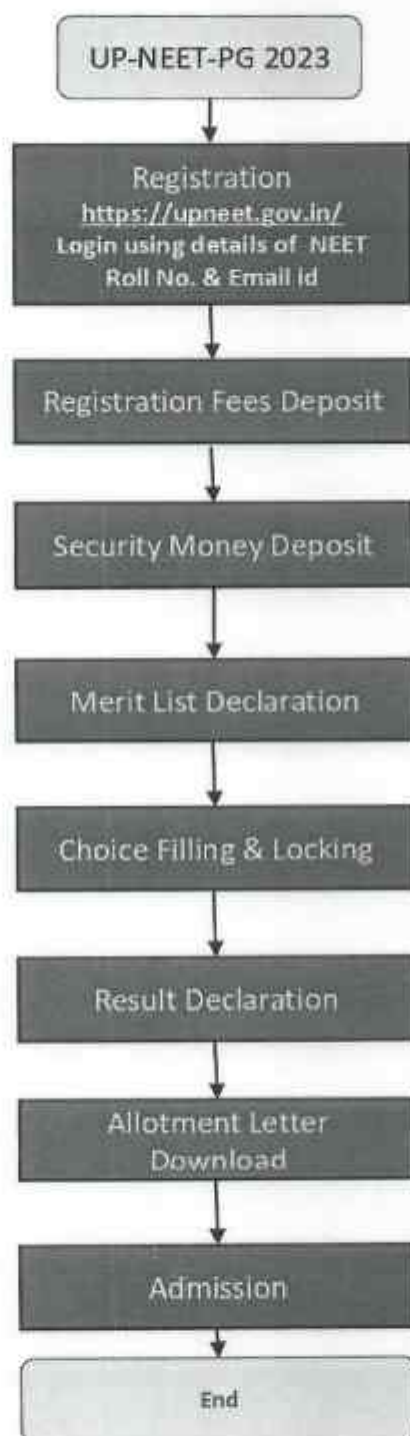 UP-NEET-PG 2023
Registration
https://upneet.gov.in/
Login using details of NEET
Roll No. & Email id
Registration Fees Deposit
Security Money Deposit
Merit List Declaration
Choice Filling & Locking
Result Declaration
Allotment Letter
Download
Admission
End